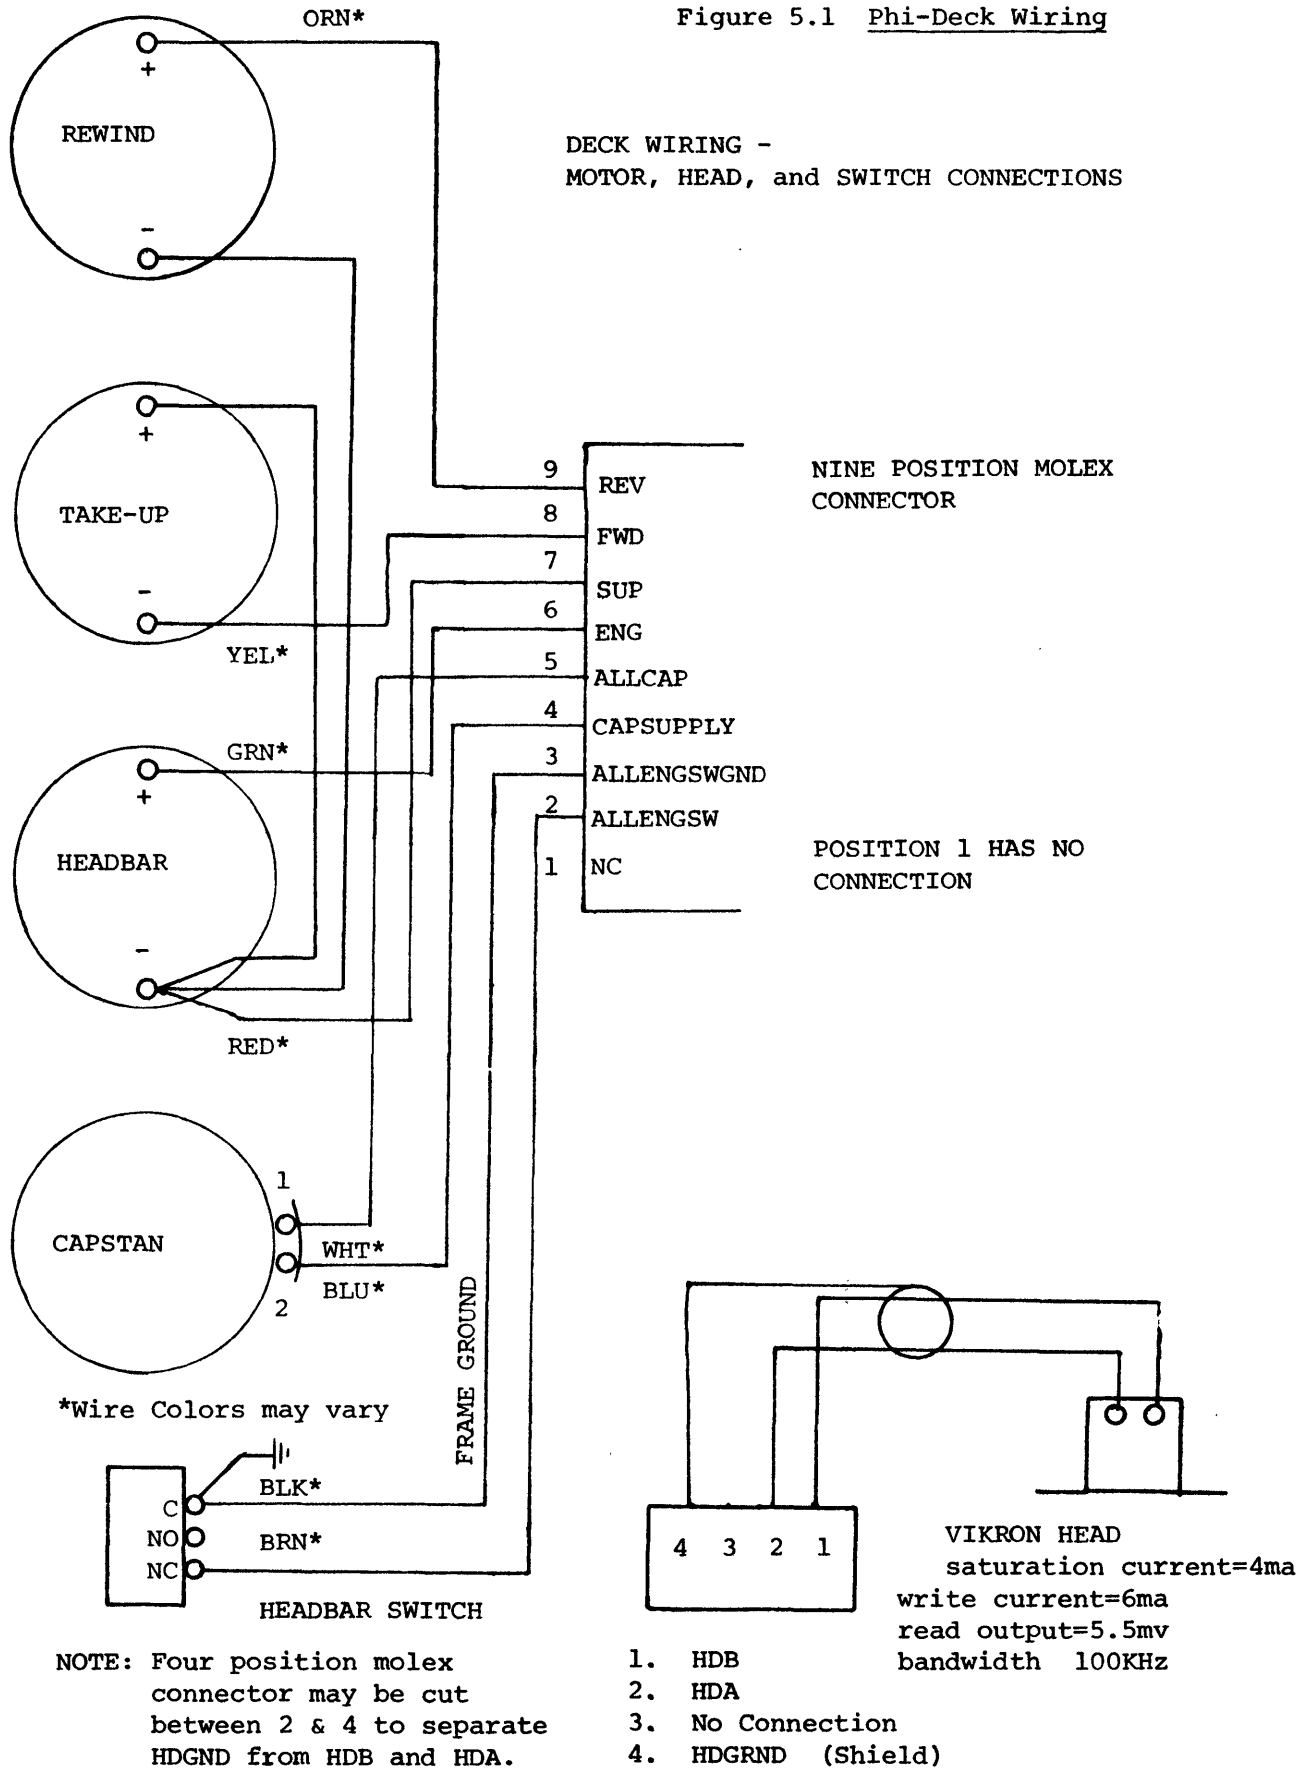 Figure 5.1 Phi-Deck Wiring
ORN*
+
REWIND
-
DECK WIRING -
MOTOR, HEAD, and SWITCH CONNECTIONS
+
TAKE-UP
-
YEL*
GRN*
+
HEADBAR
-
RED*
9 REV
8 FWD
7 SUP
6 ENG
5 ALLCAP
4 CAPSUPPLY
3 ALLENGSWGND
2 ALLENGSW
1 NC
NINE POSITION MOLEX
CONNECTOR
POSITION 1 HAS NO
CONNECTION
1
CAPSTAN
WHT*
BLU*
2
FRAME GROUND
*Wire Colors may vary
BLK*
C
NO
BRN*
NC
HEADBAR SWITCH
NOTE: Four position molex
connector may be cut
between 2 & 4 to separate
HDGND from HDB and HDA.
4 3 2 1
VIKRON HEAD
saturation current=4ma
write current=6ma
read output=5.5mv
bandwidth 100KHz
1. HDB
2. HDA
3. No Connection
4. HDGRND (Shield)